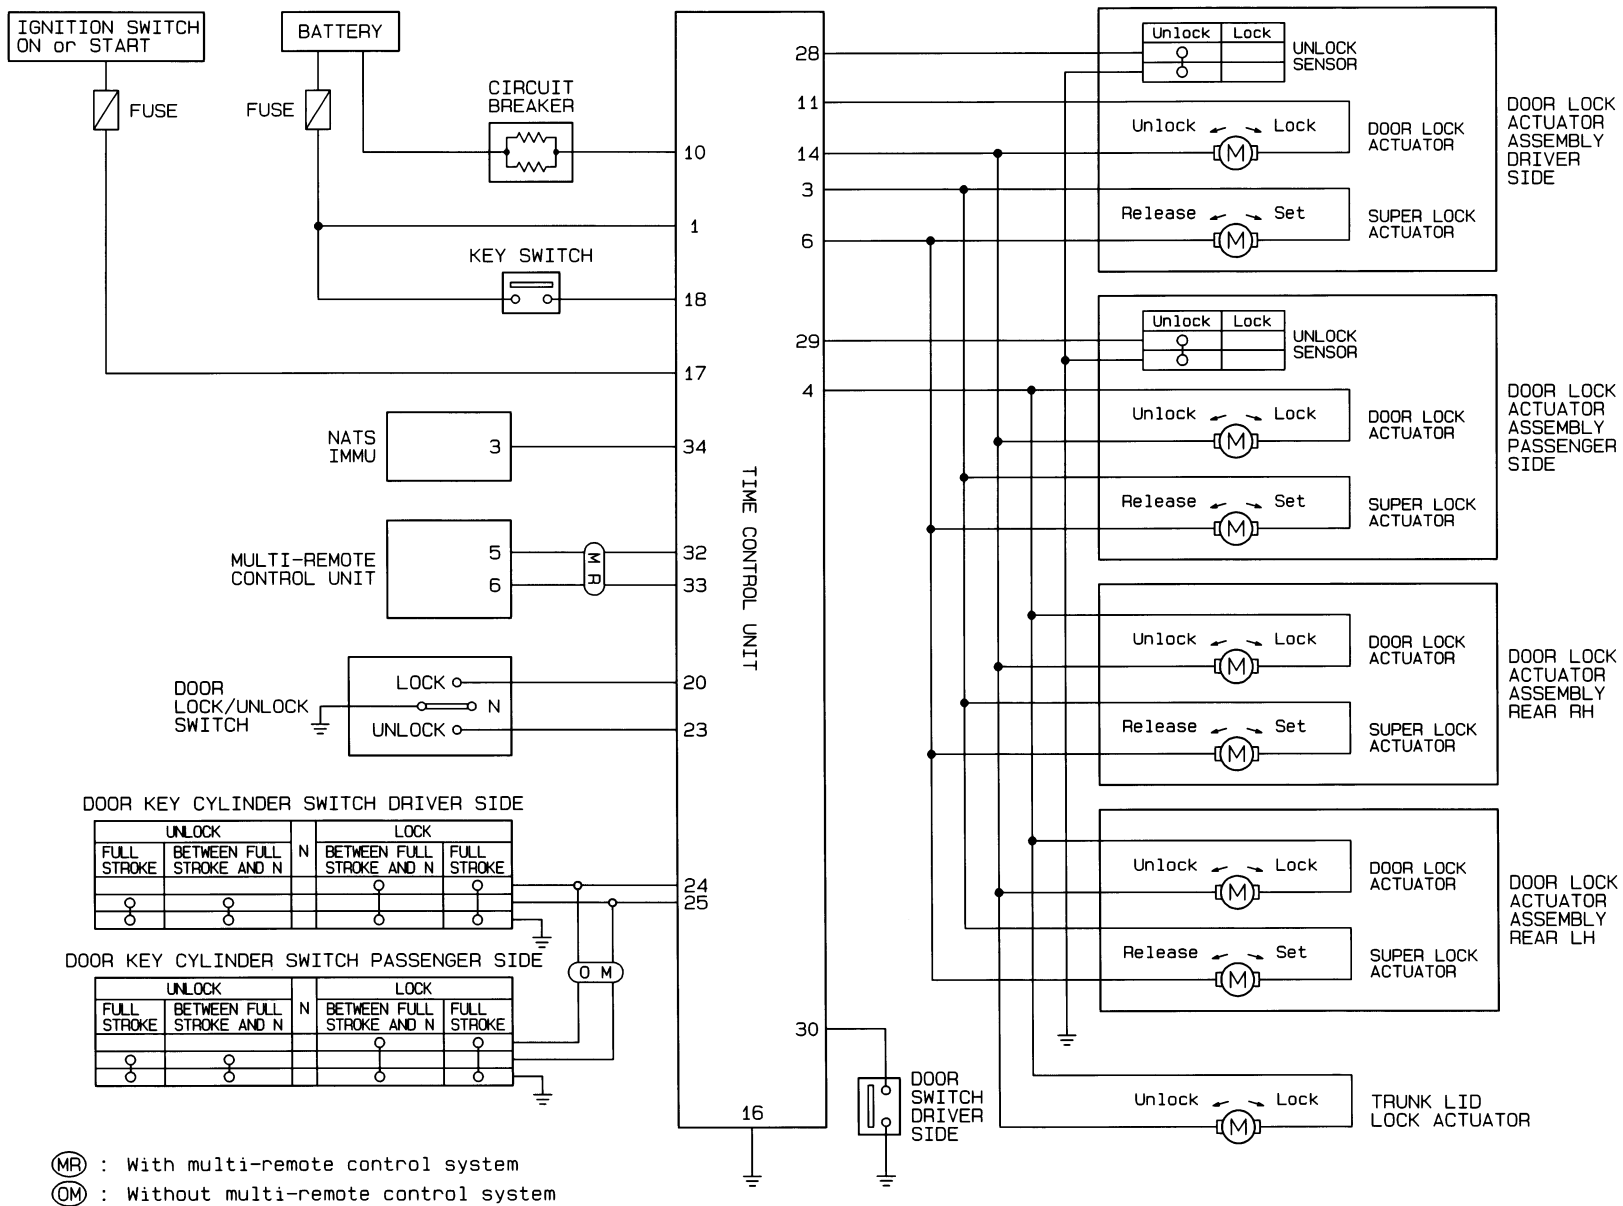 IGNITION SWITCH
ON or START
BATTERY
FUSE
FUSE
CIRCUIT
BREAKER
10
1
KEY SWITCH
18
17
NATS
IMMU
3
34
MULTI-REMOTE
CONTROL UNIT
5
6
M R
32
33
DOOR
LOCK/UNLOCK
SWITCH
LOCK
N
UNLOCK
20
23
DOOR KEY CYLINDER SWITCH DRIVER SIDE
UNLOCK
N
LOCK
FULL
STROKE
BETWEEN FULL
STROKE AND N
BETWEEN FULL
STROKE AND N
FULL
STROKE
24
25
DOOR KEY CYLINDER SWITCH PASSENGER SIDE
O M
UNLOCK
N
LOCK
FULL
STROKE
BETWEEN FULL
STROKE AND N
BETWEEN FULL
STROKE AND N
FULL
STROKE
TIME CONTROL UNIT
16
28
11
14
3
6
29
4
30
Unlock Lock
UNLOCK
SENSOR
Unlock Lock
M
DOOR LOCK
ACTUATOR
Release Set
M
SUPER LOCK
ACTUATOR
DOOR LOCK
ACTUATOR
ASSEMBLY
DRIVER
SIDE
Unlock Lock
UNLOCK
SENSOR
Unlock Lock
M
DOOR LOCK
ACTUATOR
Release Set
M
SUPER LOCK
ACTUATOR
DOOR LOCK
ACTUATOR
ASSEMBLY
PASSENGER
SIDE
Unlock Lock
M
DOOR LOCK
ACTUATOR
Release Set
M
SUPER LOCK
ACTUATOR
DOOR LOCK
ACTUATOR
ASSEMBLY
REAR RH
Unlock Lock
M
DOOR LOCK
ACTUATOR
Release Set
M
SUPER LOCK
ACTUATOR
DOOR LOCK
ACTUATOR
ASSEMBLY
REAR LH
DOOR
SWITCH
DRIVER
SIDE
Unlock Lock
M
TRUNK LID
LOCK ACTUATOR
MR : With multi-remote control system
OM : Without multi-remote control system